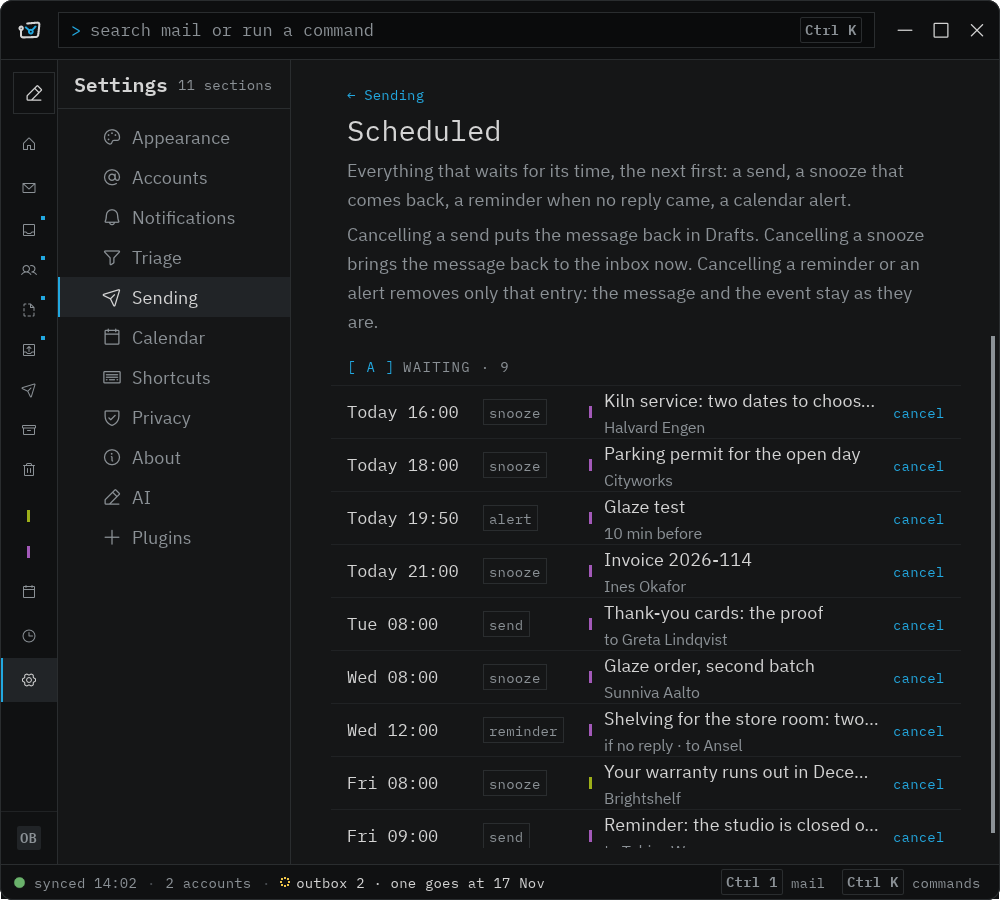 > search mail or run a command Ctrl K
Settings 11 sections
Appearance
Accounts
Notifications
Triage
Sending
Calendar
Shortcuts
Privacy
About
AI
Plugins
OB
← Sending
Scheduled
Everything that waits for its time, the next first: a send, a snooze that
comes back, a reminder when no reply came, a calendar alert.
Cancelling a send puts the message back in Drafts. Cancelling a snooze
brings the message back to the inbox now. Cancelling a reminder or an
alert removes only that entry: the message and the event stay as they
are.
[ A ] WAITING · 9
Today 16:00 snooze Kiln service: two dates to choos… cancel
Halvard Engen
Today 18:00 snooze Parking permit for the open day cancel
Cityworks
Today 19:50 alert Glaze test cancel
10 min before
Today 21:00 snooze Invoice 2026-114 cancel
Ines Okafor
Tue 08:00 send Thank-you cards: the proof cancel
to Greta Lindqvist
Wed 08:00 snooze Glaze order, second batch cancel
Sunniva Aalto
Wed 12:00 reminder Shelving for the store room: two… cancel
if no reply · to Ansel
Fri 08:00 snooze Your warranty runs out in Dece… cancel
Brightshelf
Fri 09:00 send Reminder: the studio is closed o… cancel
synced 14:02 · 2 accounts · outbox 2 · one goes at 17 Nov Ctrl 1 mail Ctrl K commands